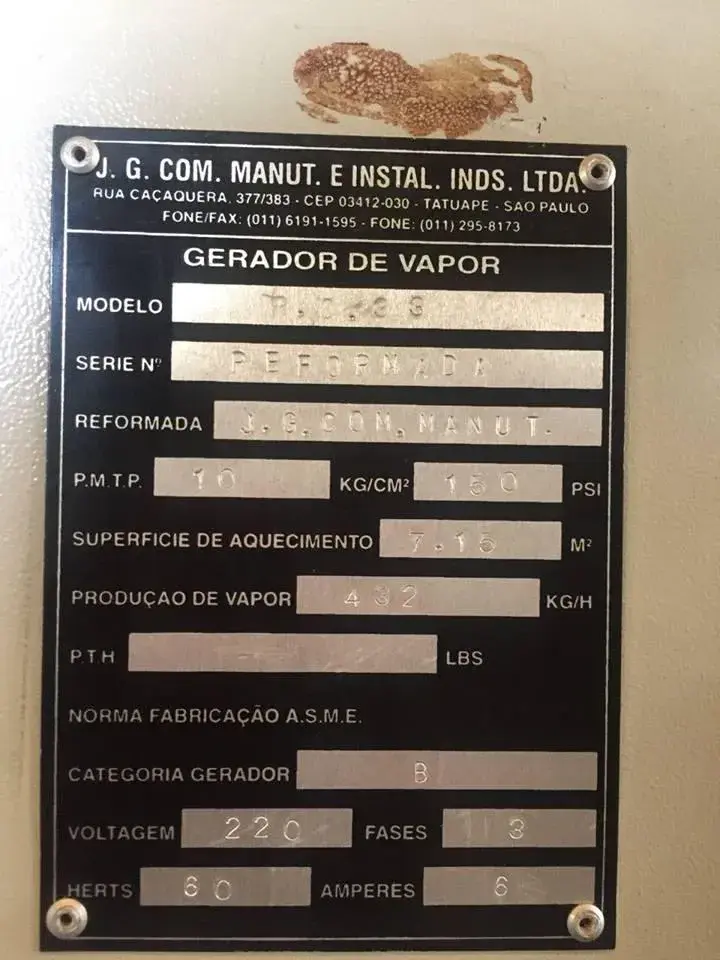 J. G. COM. MANUT. E INSTAL. INDS. LTDA.
RUA CAÇAQUERA, 377/383 - CEP 03412-030 - TATUAPE - SAO PAULO
FONE/FAX: (011) 6191-1595 - FONE: (011) 295-8173
GERADOR DE VAPOR
MODELO
SERIE Nº REFORMADA
REFORMADA J.G.COM.MANUT.
P.M.T.P. 10 KG/CM² 150 PSI
SUPERFICIE DE AQUECIMENTO 7.15 M²
PRODUÇAO DE VAPOR 432 KG/H
P.T.H LBS
NORMA FABRICAÇÃO A.S.M.E.
CATEGORIA GERADOR B
VOLTAGEM 220 FASES 3
HERTS 60 AMPERES 6